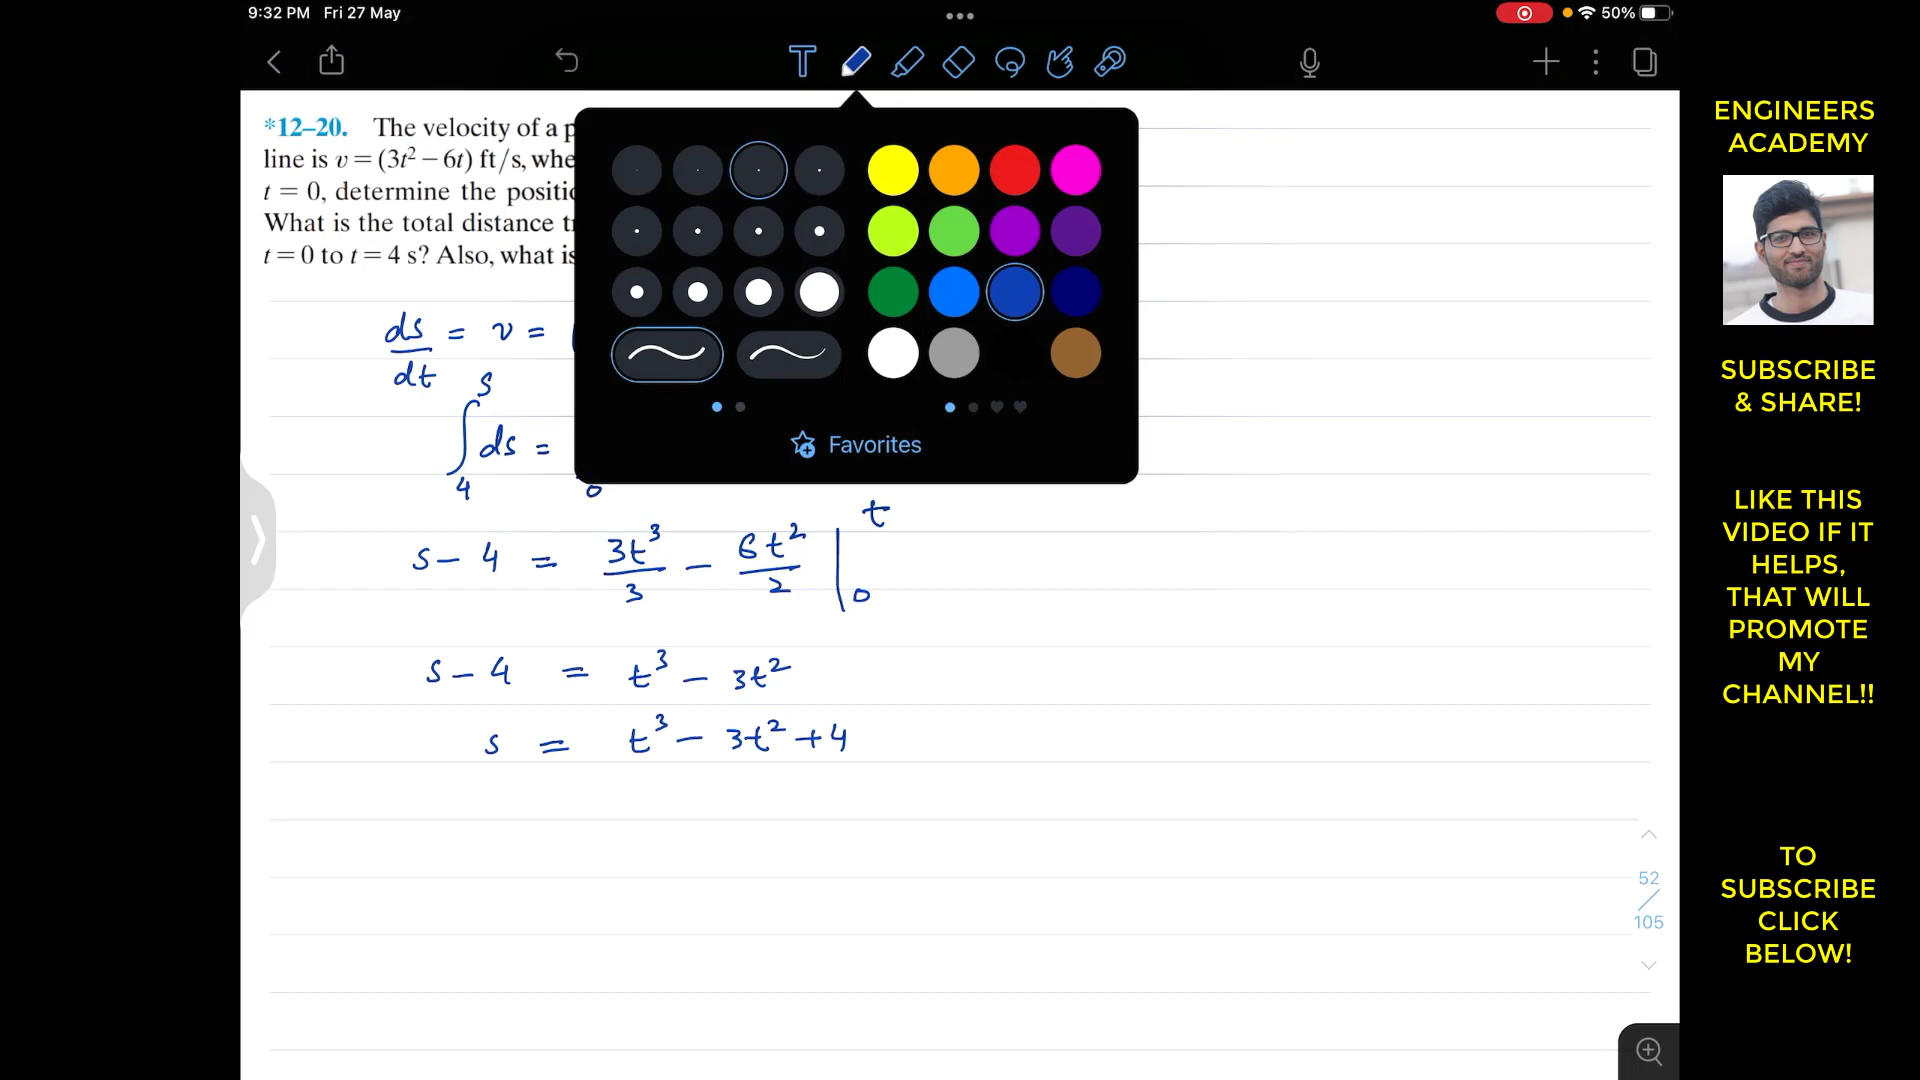 9:32 PM Fri 27 May
50%
*12–20. The velocity of a p
line is v = (3t² – 6t) ft/s, whe
t = 0, determine the positio
What is the total distance t
t = 0 to t = 4 s? Also, what is
Favorites
ds/dt = v =
∫₄ˢ ds =
0
s – 4 = 3t³/3 – 6t²/2 |₀ᵗ
s – 4 = t³ – 3t²
s = t³ – 3t² + 4
52
/
105
ENGINEERS
ACADEMY
SUBSCRIBE
& SHARE!
LIKE THIS
VIDEO IF IT
HELPS,
THAT WILL
PROMOTE
MY
CHANNEL!!
TO
SUBSCRIBE
CLICK
BELOW!